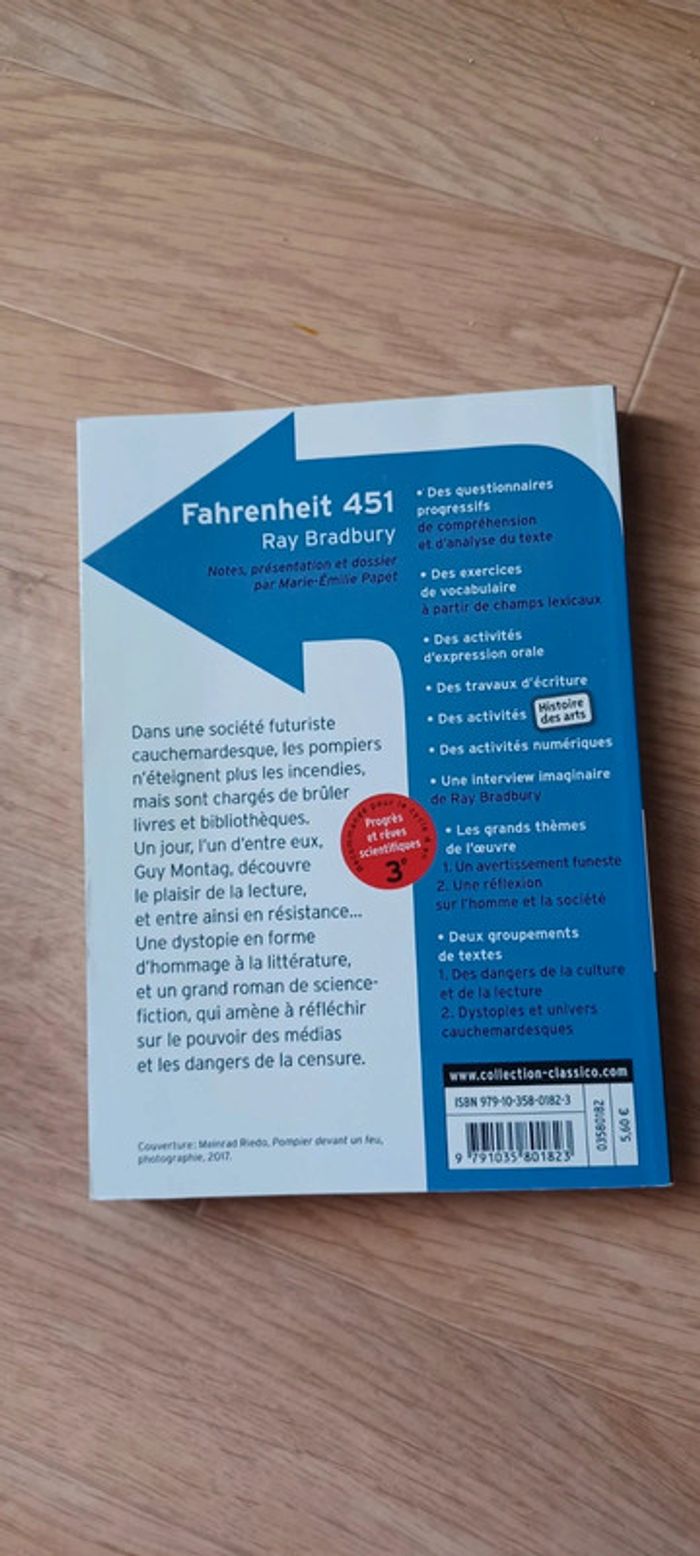 Fahrenheit 451
Ray Bradbury
Notes, présentation et dossier
par Marie-Émilie Papet
Dans une société futuriste
cauchemardesque, les pompiers
n'éteignent plus les incendies,
mais sont chargés de brûler
livres et bibliothèques.
Un jour, l'un d'entre eux,
Guy Montag, découvre
le plaisir de la lecture,
et entre ainsi en résistance...
Une dystopie en forme
d'hommage à la littérature,
et un grand roman de science-
fiction, qui amène à réfléchir
sur le pouvoir des médias
et les dangers de la censure.
Couverture : Meinrad Riedo, Pompier devant un feu,
photographie, 2017.
recommandé pour le cycle 4
Progrès
et rêves
scientifiques
3e
• Des questionnaires
progressifs
de compréhension
et d'analyse du texte
• Des exercices
de vocabulaire
à partir de champs lexicaux
• Des activités
d'expression orale
• Des travaux d'écriture
• Des activités Histoire
des arts
• Des activités numériques
• Une interview imaginaire
de Ray Bradbury
• Les grands thèmes
de l'œuvre
1. Un avertissement funeste
2. Une réflexion
sur l'homme et la société
• Deux groupements
de textes
1. Des dangers de la culture
et de la lecture
2. Dystopies et univers
cauchemardesques
www.collection-classico.com
ISBN 979-10-358-0182-3
9 791035 801823
03580182
5,60 €